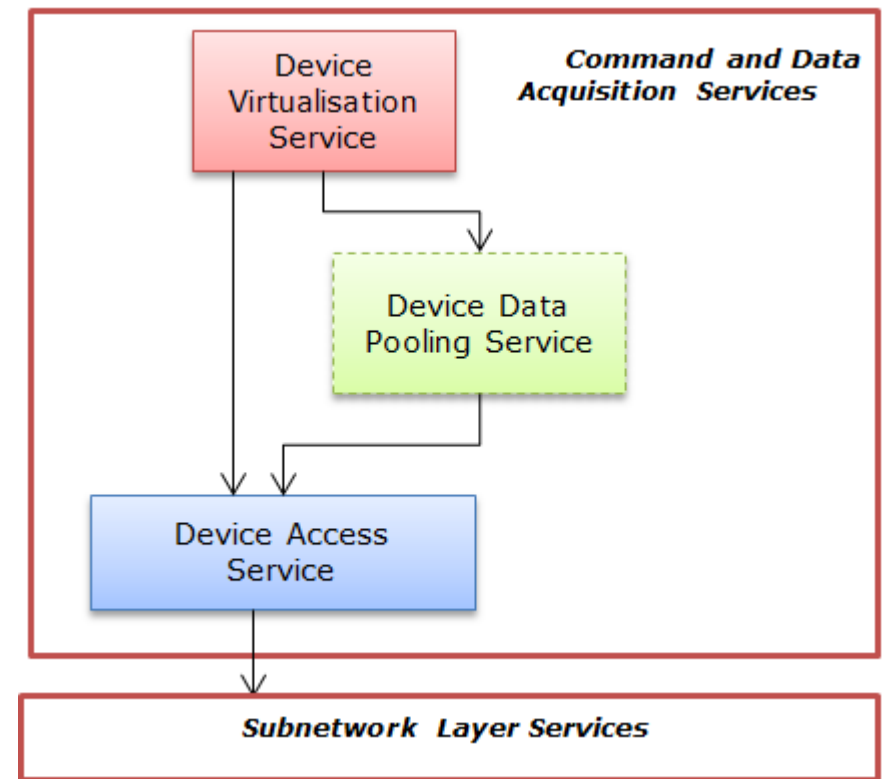 Device
Virtualisation
Service
Command and Data
Acquisition Services
Device Data
Pooling Service
Device Access
Service
Subnetwork Layer Services